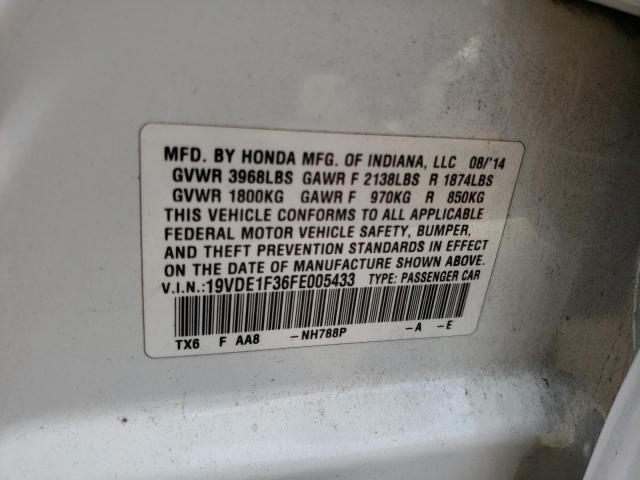 MFD. BY HONDA MFG. OF INDIANA, LLC 08/'14
GVWR 3968LBS GAWR F 2138LBS R 1874LBS
GVWR 1800KG GAWR F 970KG R 850KG
THIS VEHICLE CONFORMS TO ALL APPLICABLE
FEDERAL MOTOR VEHICLE SAFETY, BUMPER,
AND THEFT PREVENTION STANDARDS IN EFFECT
ON THE DATE OF MANUFACTURE SHOWN ABOVE.
V.I.N.:19VDE1F36FE005433 TYPE: PASSENGER CAR
TX6 F AA8 -NH788P -A -E